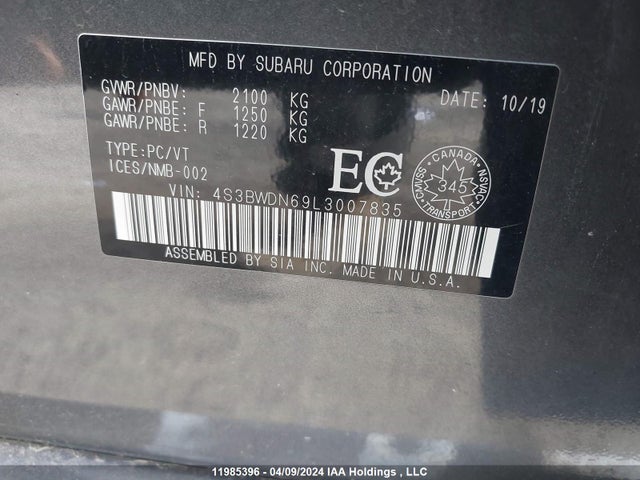 MFD BY SUBARU CORPORATION
GVWR/PNBV: 2100 KG
GAWR/PNBE: F 1250 KG
GAWR/PNBE: R 1220 KG
DATE: 10/19
TYPE:PC/VT
ICES/NMB-002
EC
CANADA
CMVSS 345 NSVAC
TRANSPORT
VIN: 4S3BWDN69L3007835
ASSEMBLED BY SIA INC. MADE IN U.S.A.
11985396 - 04/09/2024 IAA Holdings , LLC